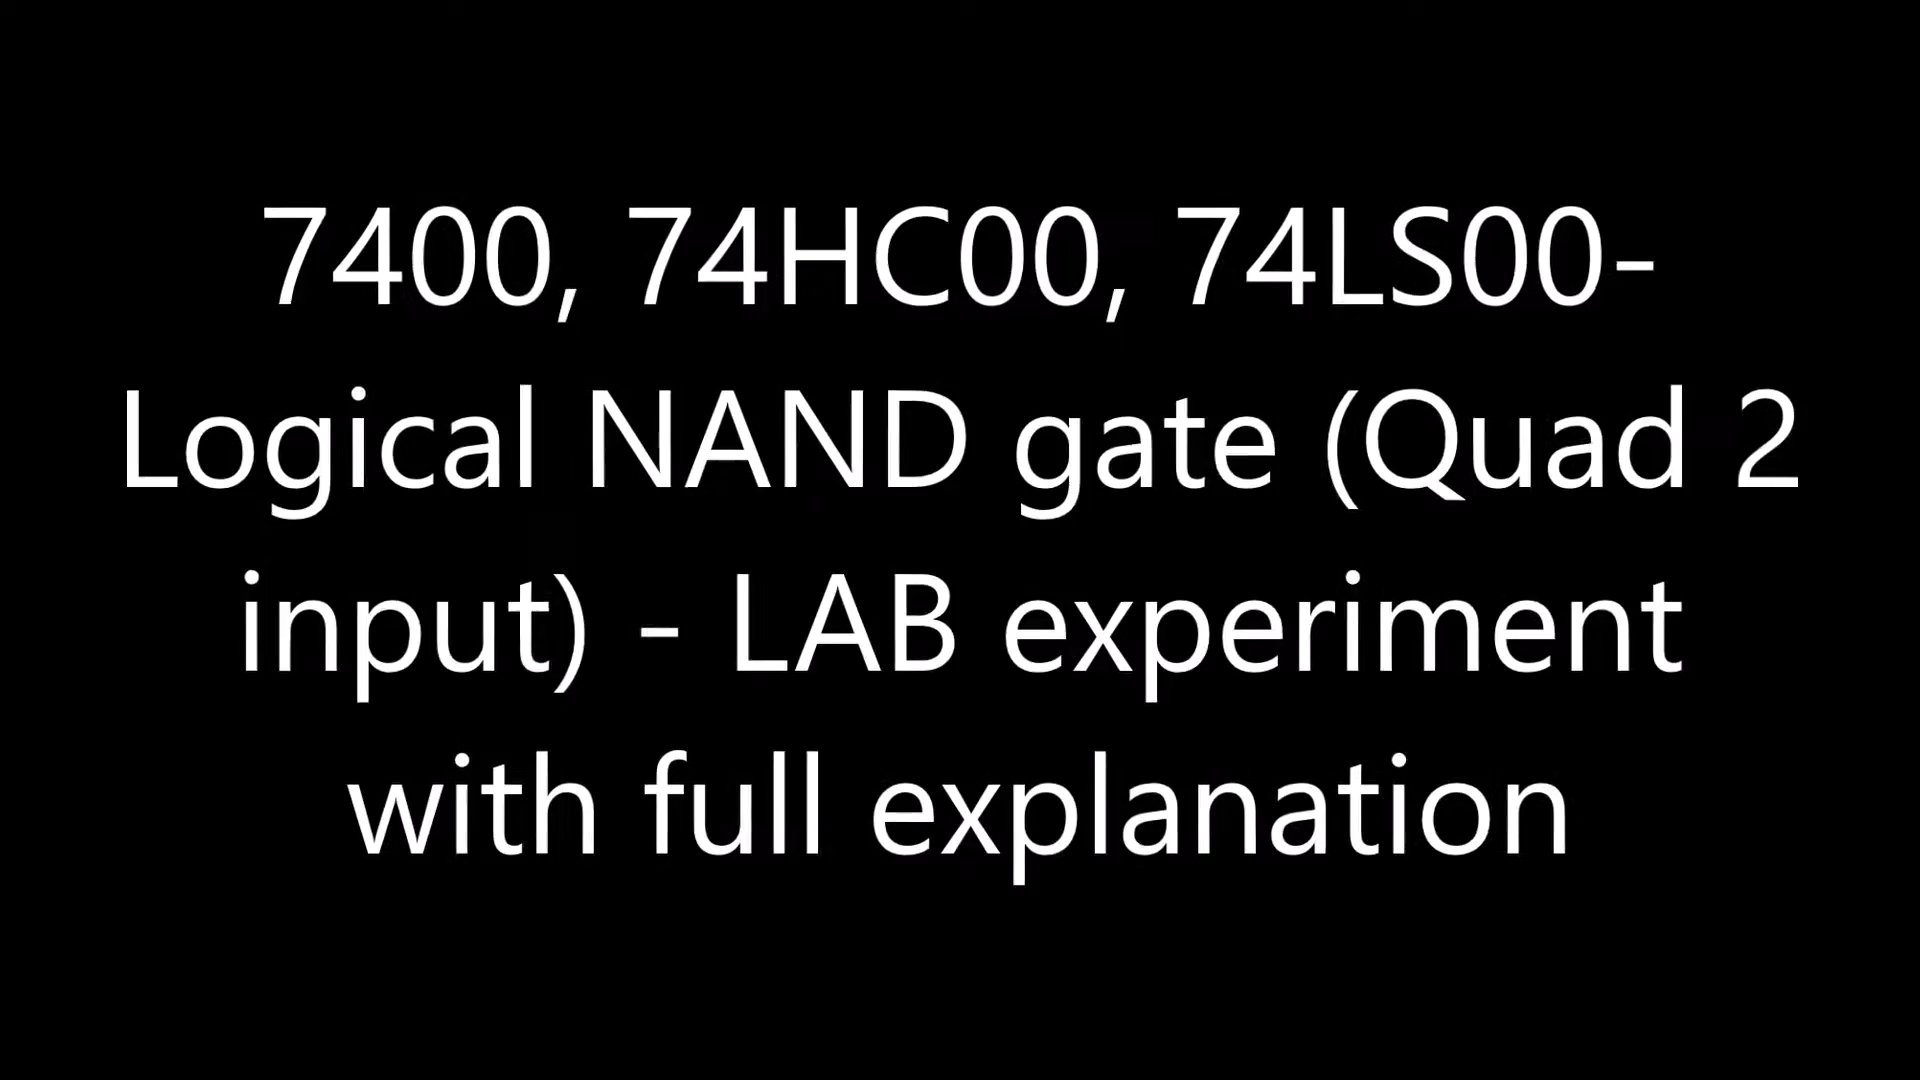 7400, 74HC00, 74LS00-
Logical NAND gate (Quad 2
input) - LAB experiment
with full explanation